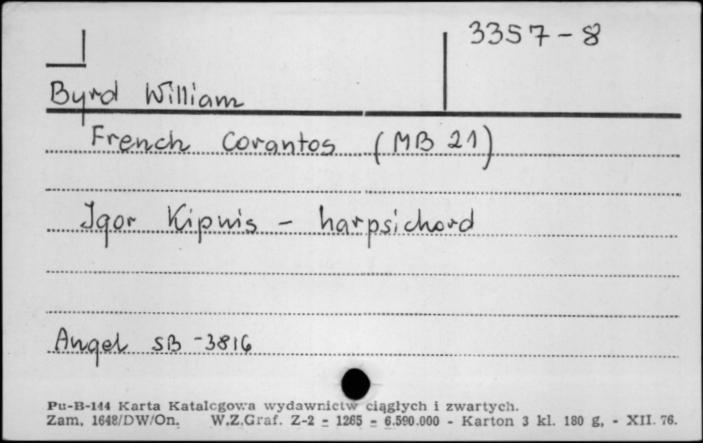 3357-8
Byrd William
French Corantos (MB 21)
Igor Kipnis - harpsichord
Angel SB-3816
Pu-B-144 Karta Katalogowa wydawnictw ciągłych i zwartych.
Zam. 1648/DW/On. W.Z.Graf. Z-2 = 1265 = 6.590.000 - Karton 3 kl. 180 g. - XII. 76.